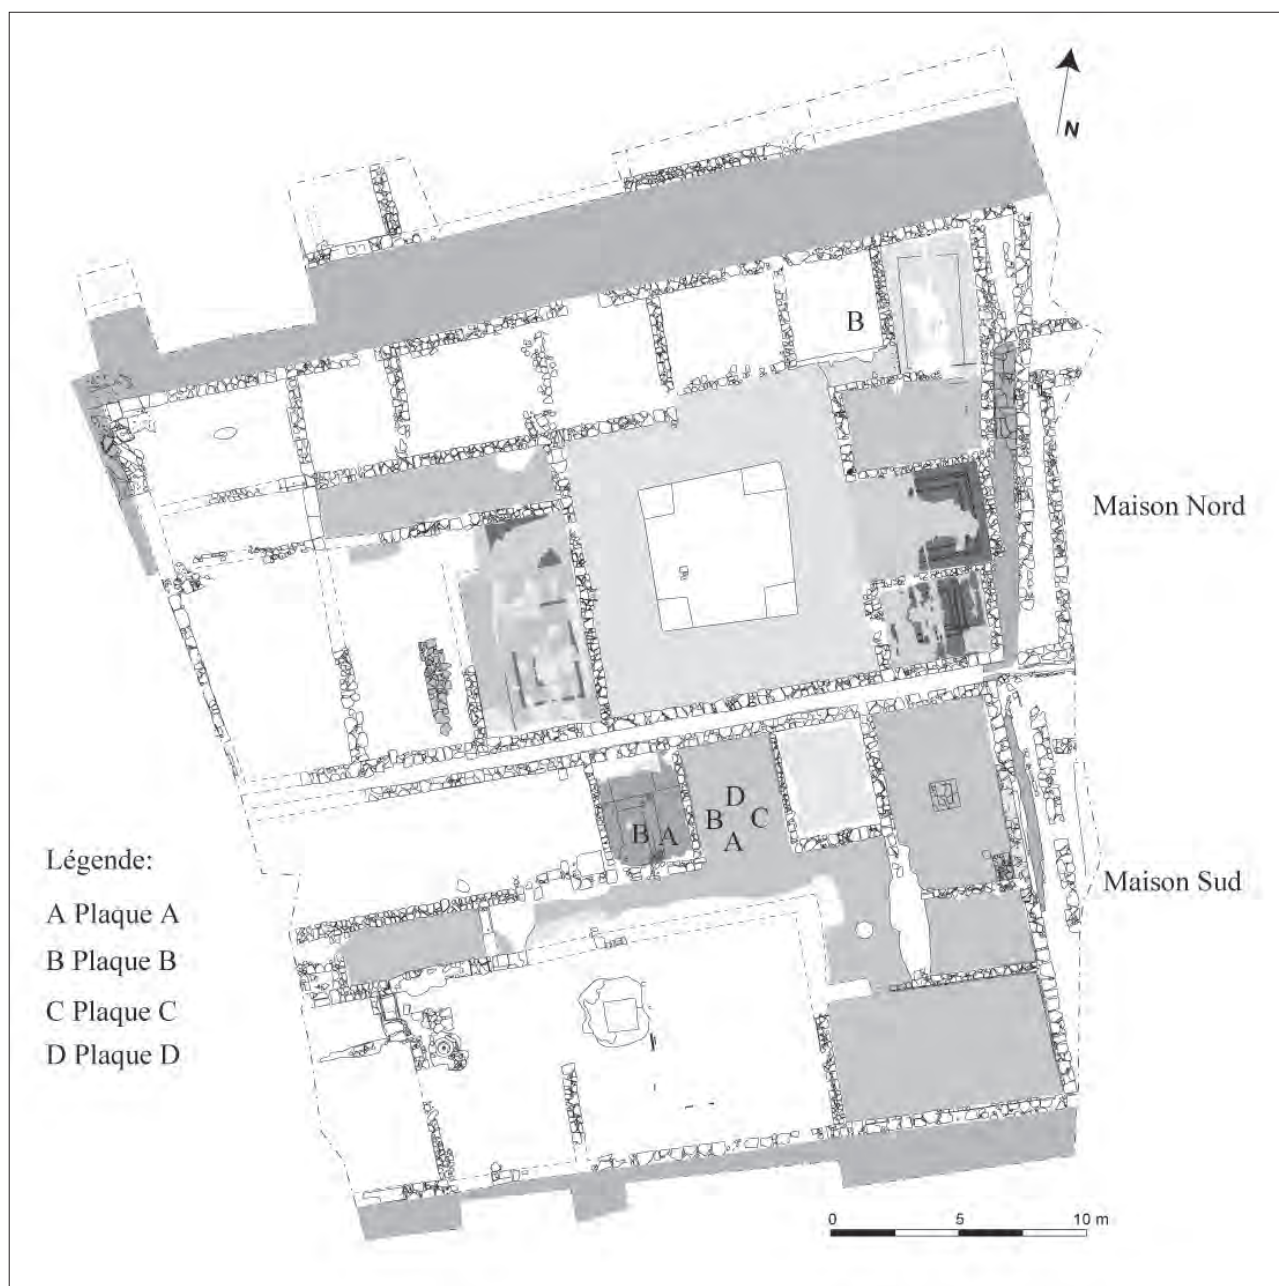 N
B
Maison Nord
D
B C
B A
A
Maison Sud
Légende:
A Plaque A
B Plaque B
C Plaque C
D Plaque D
0 5 10 m